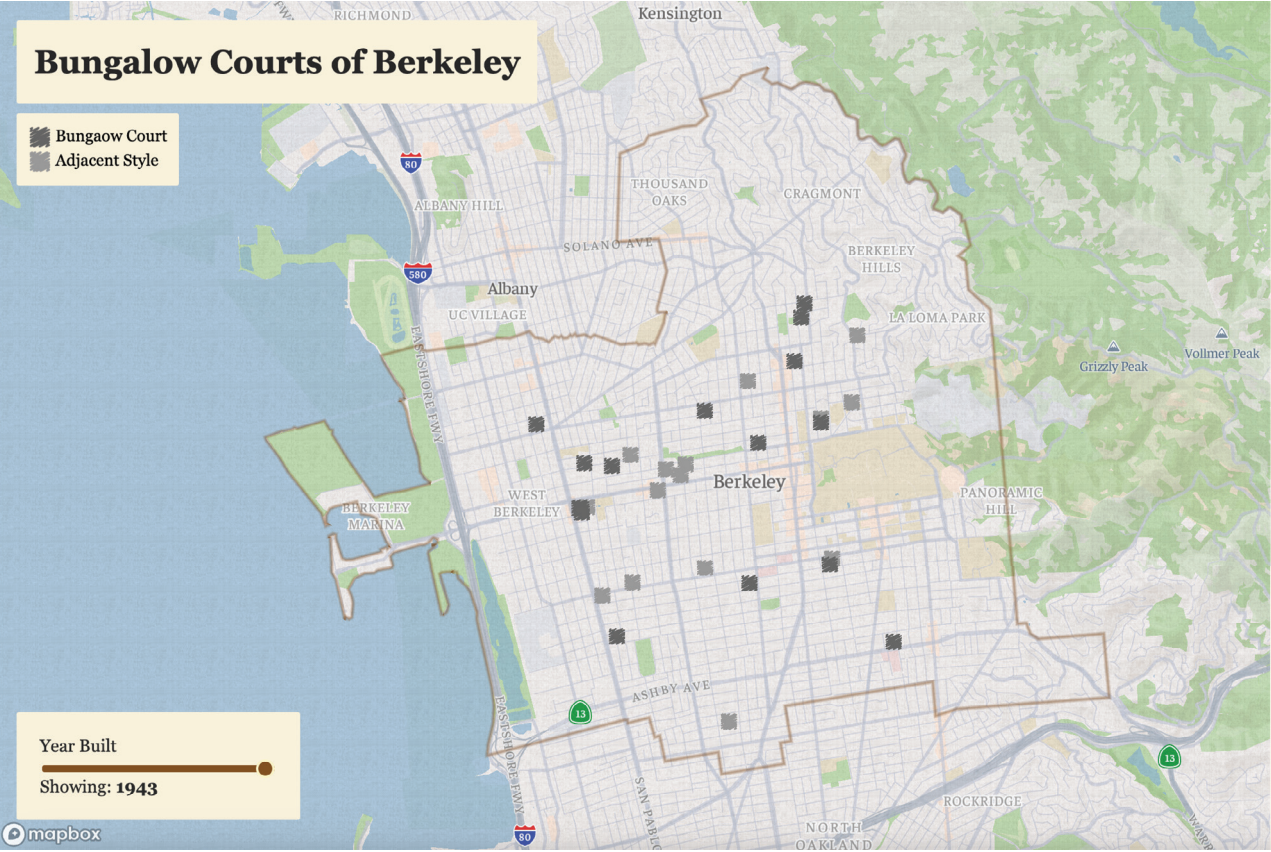 RICHMOND
Kensington
Bungalow Courts of Berkeley
Bungaow Court
Adjacent Style
80
THOUSAND
OAKS
CRAGMONT
ALBANY HILL
SOLANO AVE
BERKELEY
HILLS
580
Albany
UC VILLAGE
LA LOMA PARK
EASTSHORE FWY
Grizzly Peak
Vollmer Peak
Berkeley
WEST
BERKELEY
PANORAMIC
HILL
BERKELEY
MARINA
ASHBY AVE
13
EASTSHORE FWY
Year Built
Showing: 1943
13
SAN PABL
ROCKRIDGE
NORTH
OAKLAND
80
mapbox